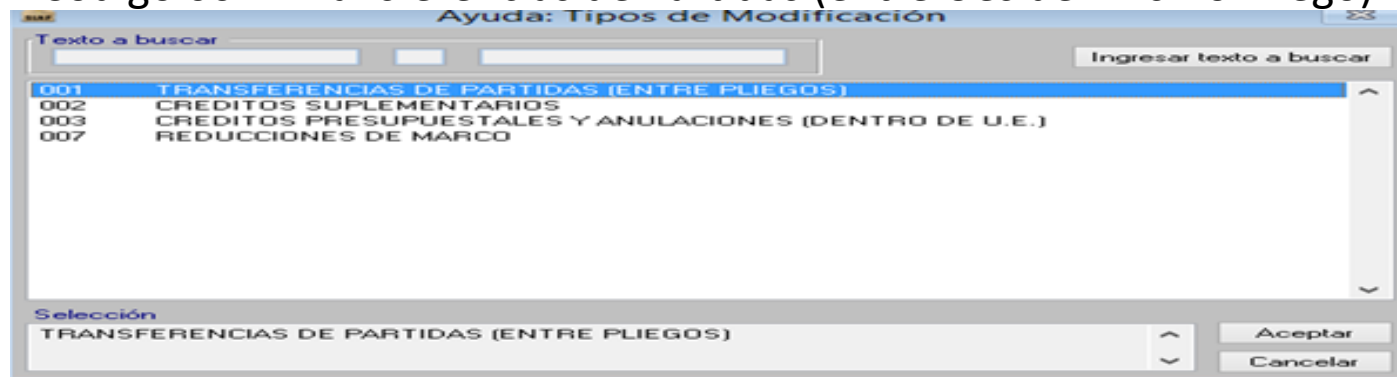 Ayuda: Tipos de Modificación
Texto a buscar
Ingresar texto a buscar
001 TRANSFERENCIAS DE PARTIDAS (ENTRE PLIEGOS)
002 CREDITOS SUPLEMENTARIOS
003 CREDITOS PRESUPUESTALES Y ANULACIONES (DENTRO DE U.E.)
007 REDUCCIONES DE MARCO
Selección
TRANSFERENCIAS DE PARTIDAS (ENTRE PLIEGOS)
Aceptar
Cancelar